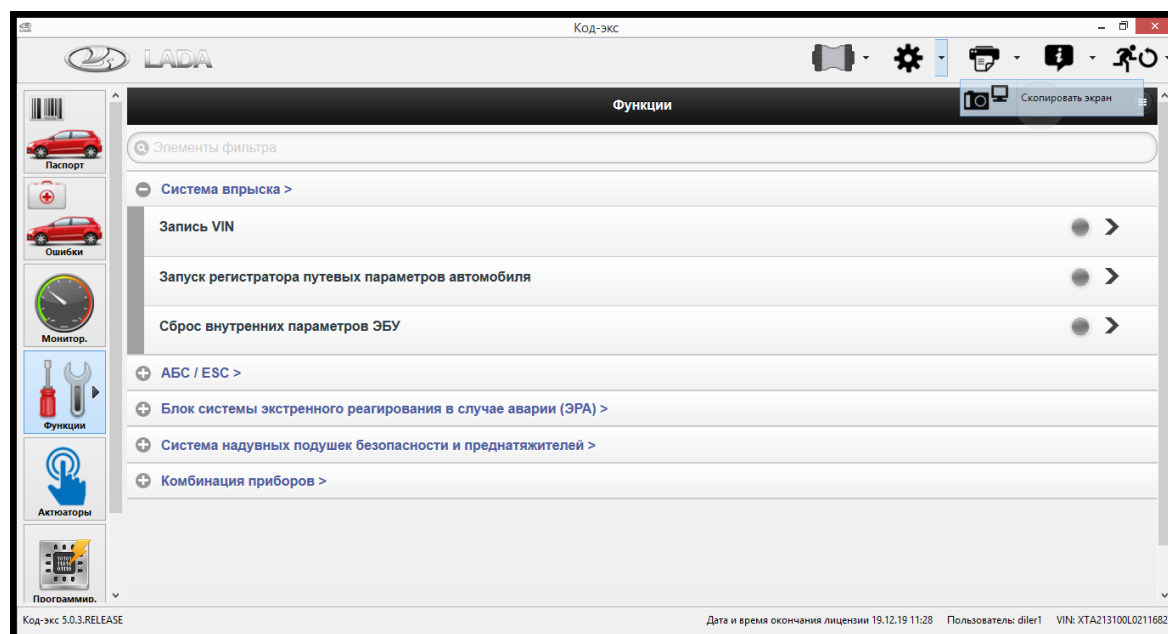 Код-экс
LADA
Скопировать экран
Функции
Элементы фильтра
Паспорт
Ошибки
Монитор.
Функции
Актюаторы
Программир.
Система впрыска >
Запись VIN
Запуск регистратора путевых параметров автомобиля
Сброс внутренних параметров ЭБУ
АБС / ESC >
Блок системы экстренного реагирования в случае аварии (ЭРА) >
Система надувных подушек безопасности и преднатяжителей >
Комбинация приборов >
Код-экс 5.0.3.RELEASE
Дата и время окончания лицензии 19.12.19 11:28 Пользователь: diler1 VIN: XTA213100L0211682